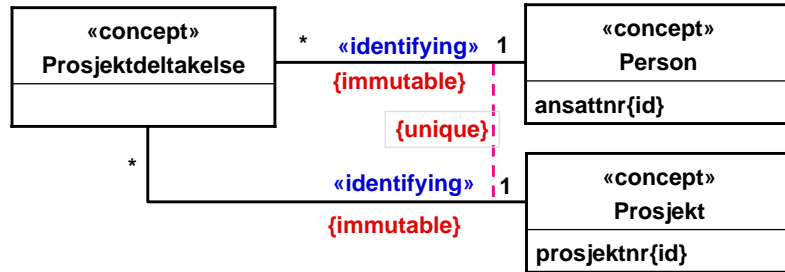 «concept»
Prosjektdeltakelse
* «identifying» 1
{immutable}
«concept»
Person
ansattnr{id}
{unique}
*
«identifying» 1
{immutable}
«concept»
Prosjekt
prosjektnr{id}